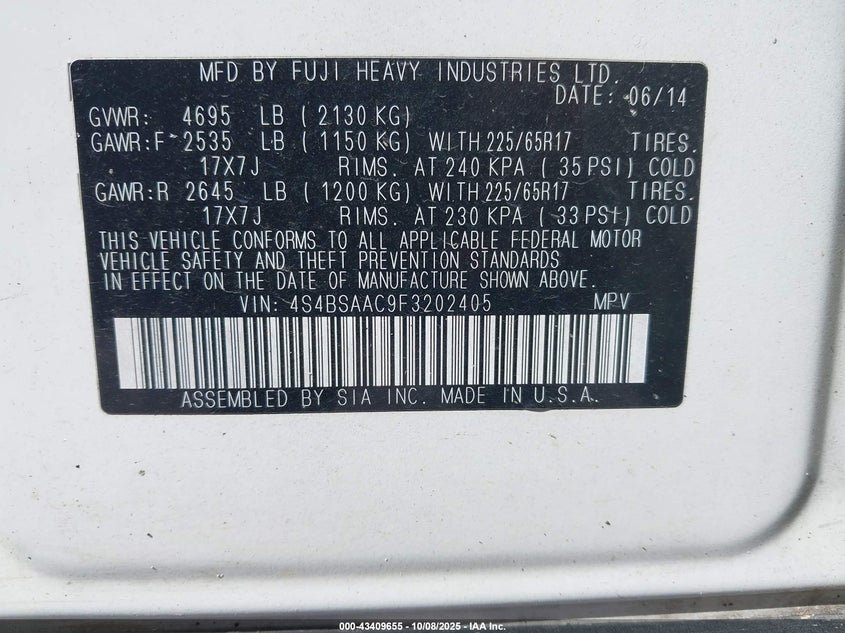 MFD BY FUJI HEAVY INDUSTRIES LTD.
DATE: 06/14
GVWR: 4695 LB ( 2130 KG)
GAWR:F 2535 LB ( 1150 KG) WITH 225/65R17 TIRES.
17X7J RIMS. AT 240 KPA ( 35 PSI) COLD
GAWR:R 2645 LB ( 1200 KG) WITH 225/65R17 TIRES.
17X7J RIMS. AT 230 KPA ( 33 PSI) COLD
THIS VEHICLE CONFORMS TO ALL APPLICABLE FEDERAL MOTOR
VEHICLE SAFETY AND THEFT PREVENTION STANDARDS
IN EFFECT ON THE DATE OF MANUFACTURE SHOWN ABOVE.
VIN: 4S4BSAAC9F3202405 MPV
ASSEMBLED BY SIA INC. MADE IN U.S.A.
000-43409655 - 10/08/2025 - IAA Inc.